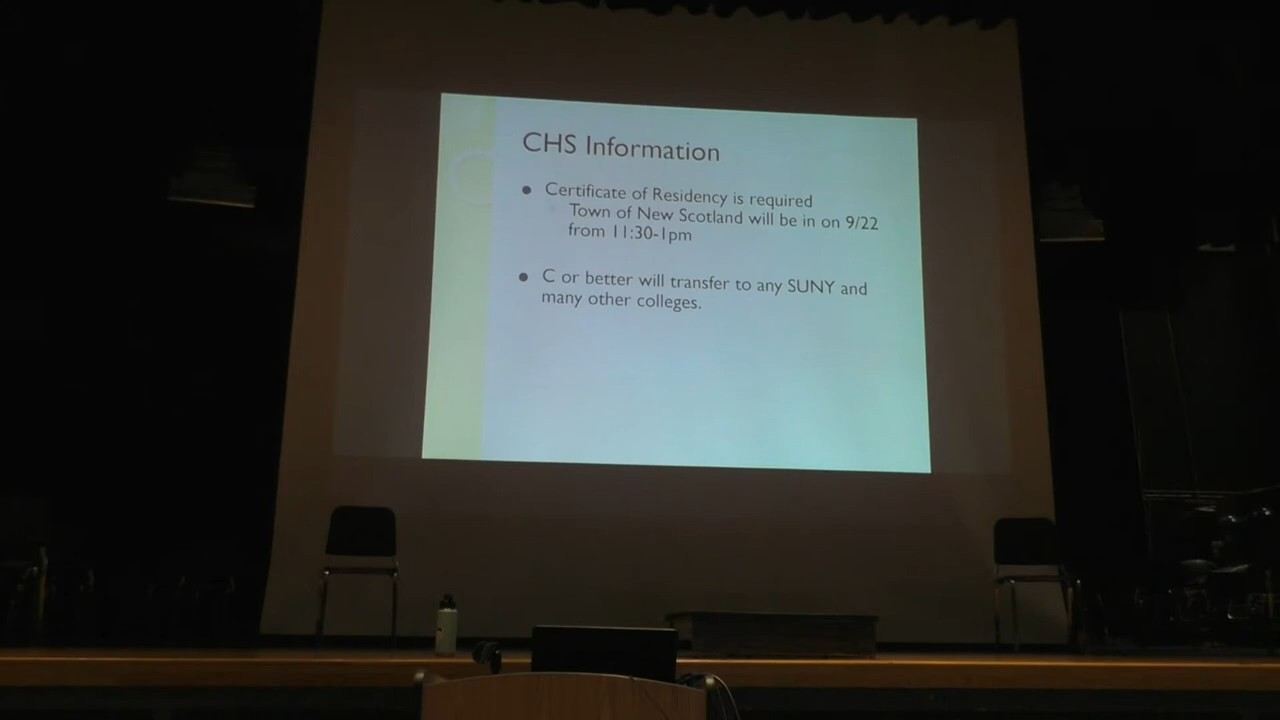 CHS Information
• Certificate of Residency is required
Town of New Scotland will be in on 9/22
from 11:30-1pm
• C or better will transfer to any SUNY and
many other colleges.